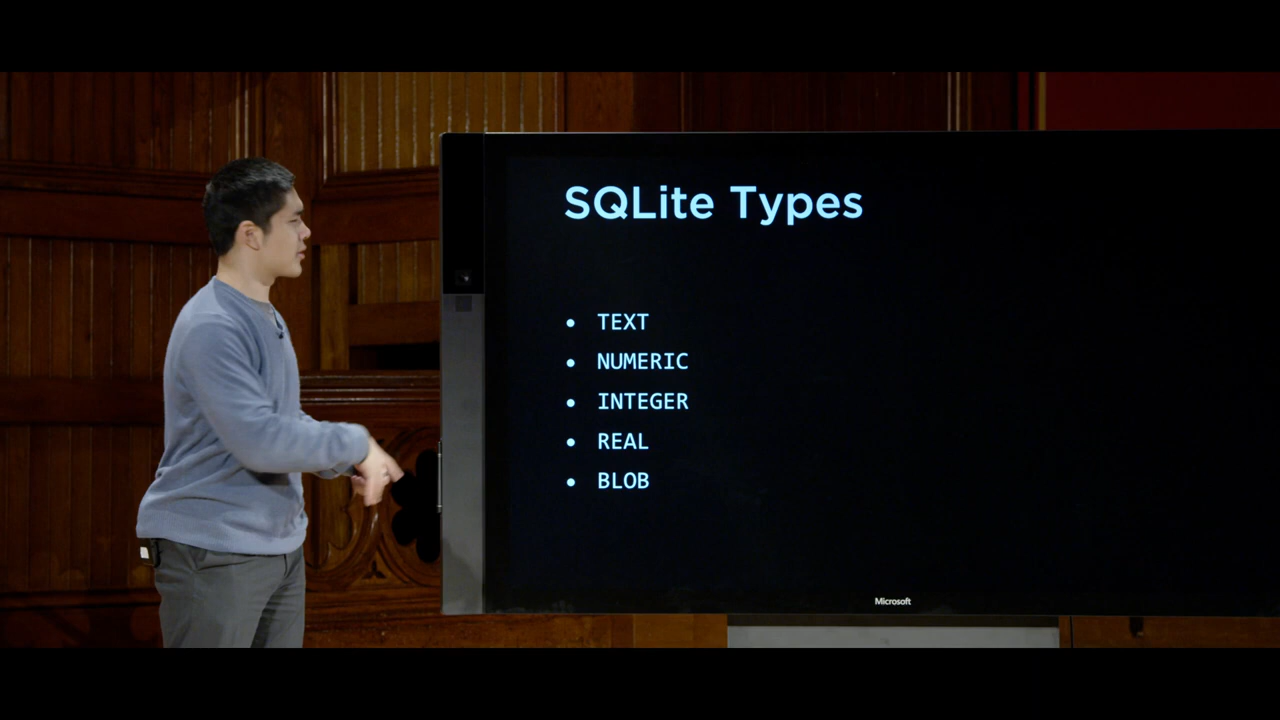 SQLite Types
• TEXT
• NUMERIC
• INTEGER
• REAL
• BLOB
Microsoft